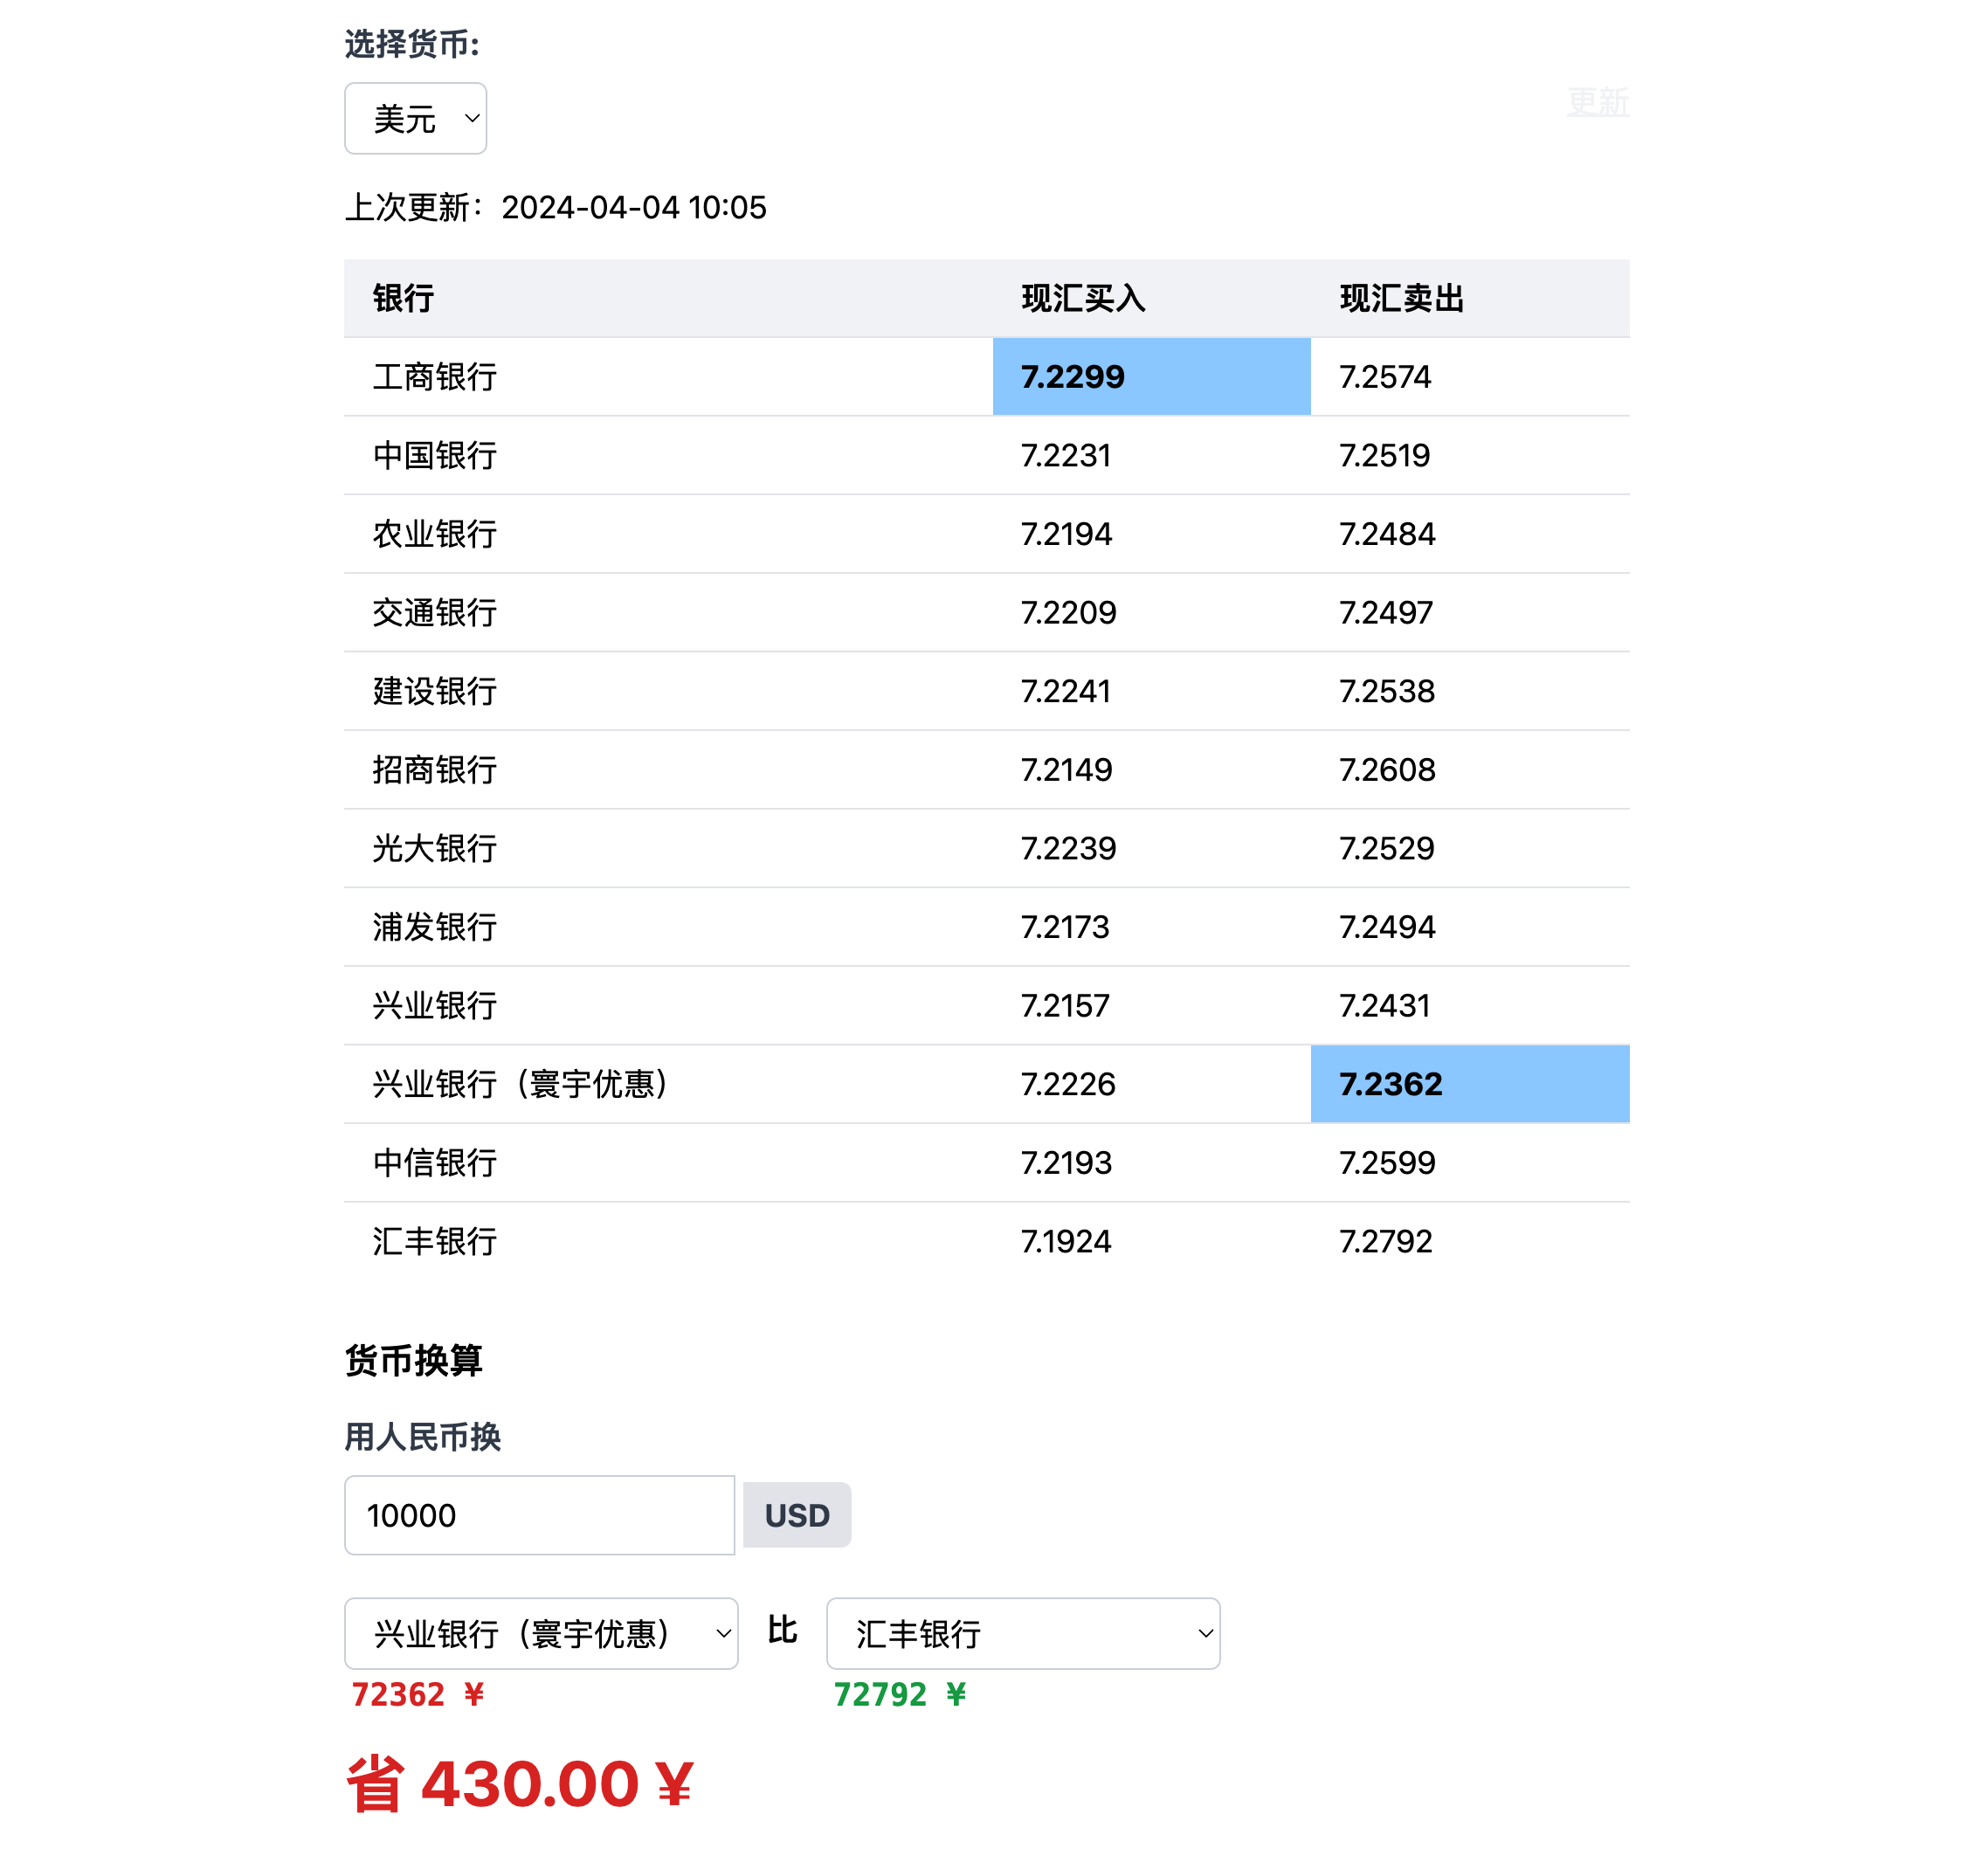 选择货币:
美元
更新
上次更新：2024-04-04 10:05
银行 现汇买入 现汇卖出
工商银行 7.2299 7.2574
中国银行 7.2231 7.2519
农业银行 7.2194 7.2484
交通银行 7.2209 7.2497
建设银行 7.2241 7.2538
招商银行 7.2149 7.2608
光大银行 7.2239 7.2529
浦发银行 7.2173 7.2494
兴业银行 7.2157 7.2431
兴业银行（寰宇优惠） 7.2226 7.2362
中信银行 7.2193 7.2599
汇丰银行 7.1924 7.2792
货币换算
用人民币换
10000 USD
兴业银行（寰宇优惠） 比 汇丰银行
72362 ¥ 72792 ¥
省 430.00 ¥